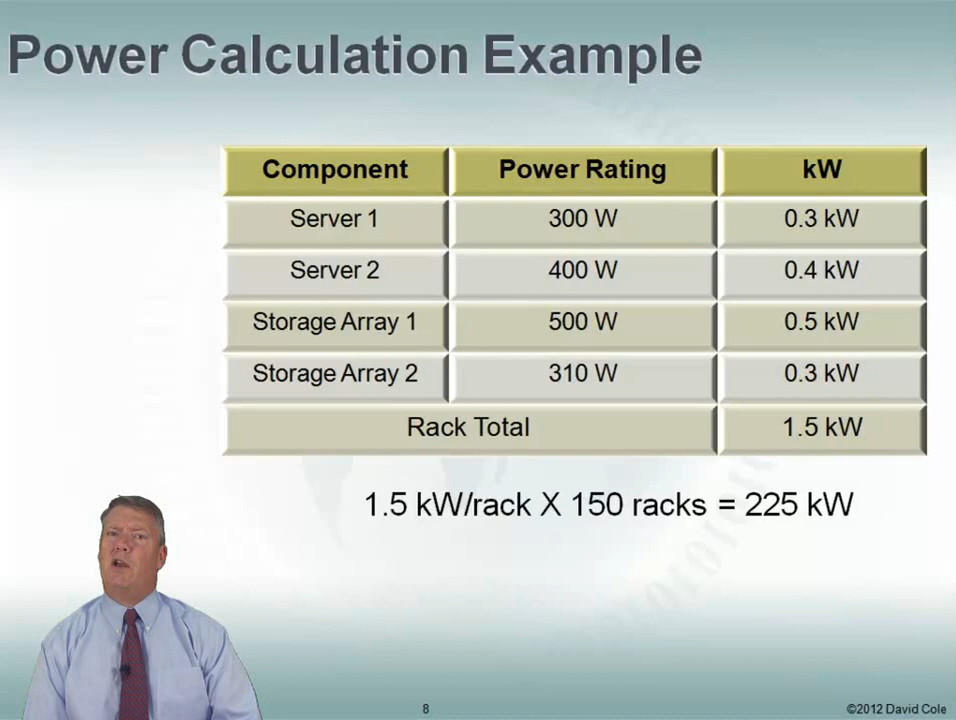 Power Calculation Example
Component Power Rating kW
Server 1 300 W 0.3 kW
Server 2 400 W 0.4 kW
Storage Array 1 500 W 0.5 kW
Storage Array 2 310 W 0.3 kW
Rack Total 1.5 kW
1.5 kW/rack X 150 racks = 225 kW
8 ©2012 David Cole